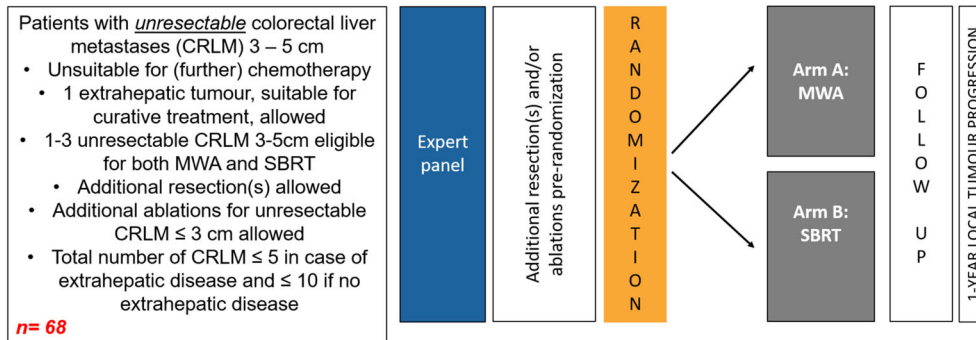 Patients with unresectable colorectal liver
metastases (CRLM) 3 – 5 cm
• Unsuitable for (further) chemotherapy
• 1 extrahepatic tumour, suitable for
curative treatment, allowed
• 1-3 unresectable CRLM 3-5cm eligible
for both MWA and SBRT
• Additional resection(s) allowed
• Additional ablations for unresectable
CRLM ≤ 3 cm allowed
• Total number of CRLM ≤ 5 in case of
extrahepatic disease and ≤ 10 if no
extrahepatic disease
n= 68
Expert
panel
Additional resection(s) and/or
ablations pre-randomization
RANDOMIZATION
Arm A:
MWA
Arm B:
SBRT
FOLLOW UP
1-YEAR LOCAL TUMOUR PROGRESSION